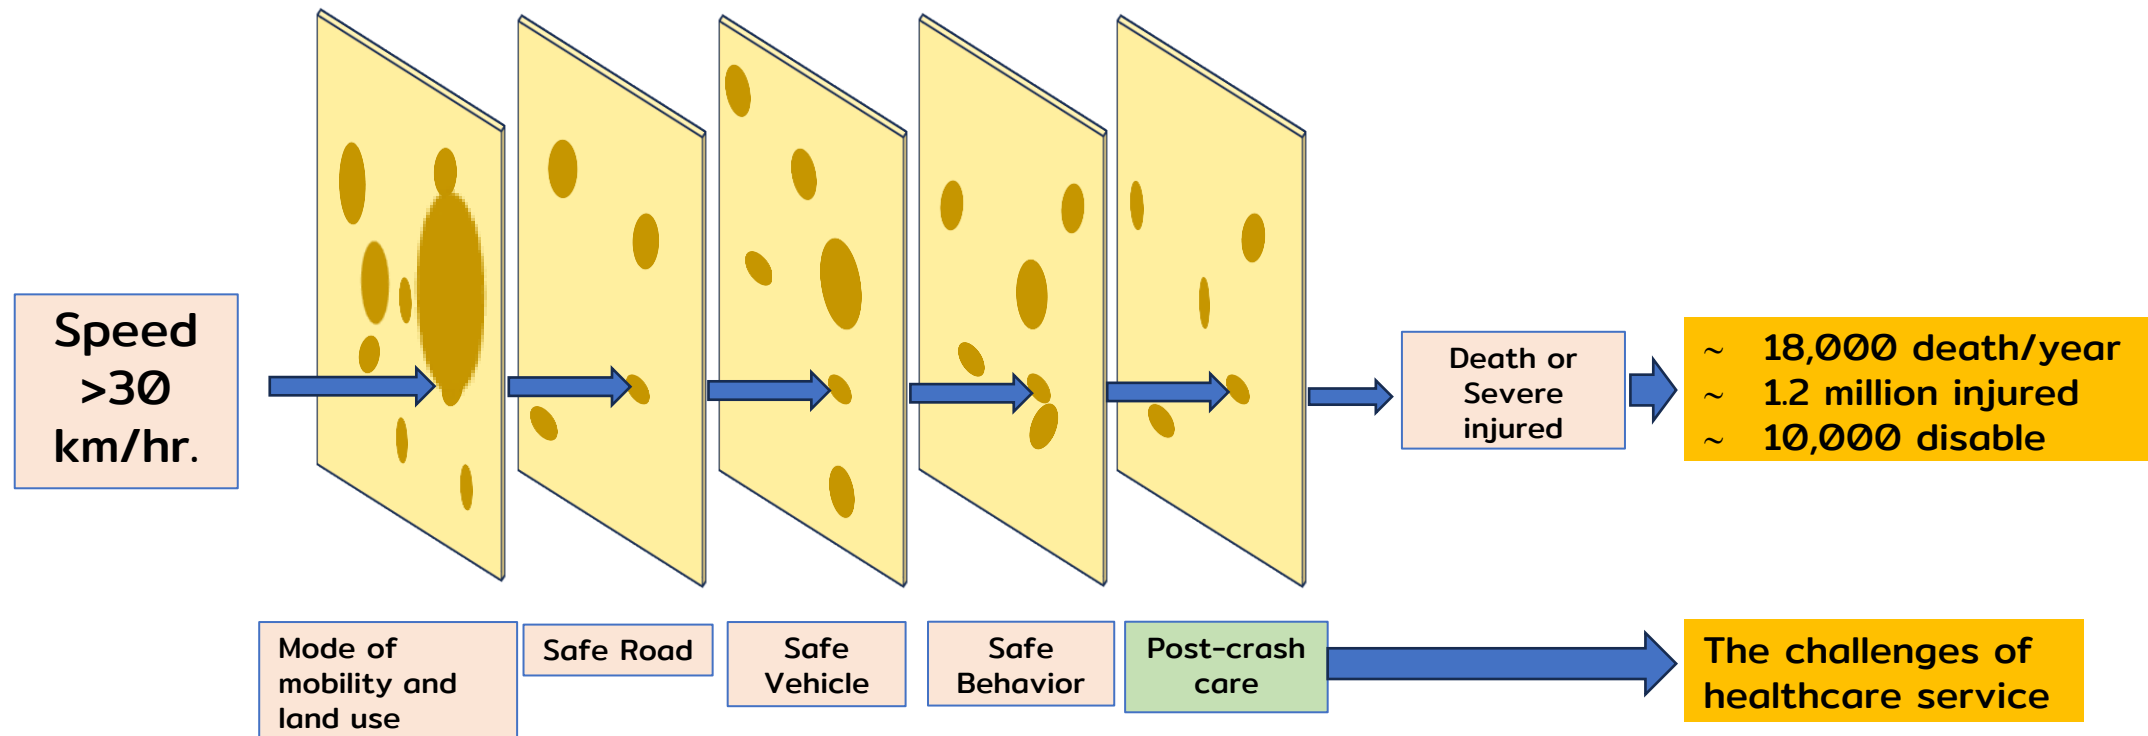 Speed
>30
km/hr.
Death or
Severe
injured
~ 18,000 death/year
~ 1.2 million injured
~ 10,000 disable
Mode of
mobility and
land use
Safe Road
Safe
Vehicle
Safe
Behavior
Post-crash
care
The challenges of
healthcare service